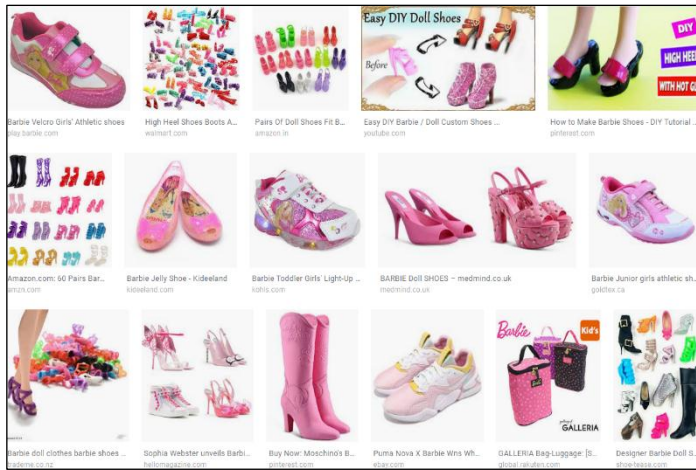 Easy DIY Doll Shoes
Before
DIY
HIGH HEE
WITH HOT GL
Barbie Velcro Girls' Athletic shoes
play.barbie.com
High Heel Shoes Boots A...
walmart.com
Pairs Of Doll Shoes Fit B...
amazon.in
Easy DIY Barbie / Doll Custom Shoes ...
youtube.com
How to Make Barbie Shoes - DIY Tutorial ...
pinterest.com
Amazon.com: 60 Pairs Bar...
Barbie Jelly Shoe - Kideeland
kideeland.com
Barbie Toddler Girls' Light-Up ...
kohls.com
BARBIE Doll SHOES – medmind.co.uk
medmind.co.uk
Barbie Junior girls athletic sh...
goldtex.ca
Barbie
Kid's
GALLERIA
Barbie doll clothes barbie shoes ...
trademe.co.nz
Sophia Webster unveils Barbi...
hellomagazine.com
Buy Now: Moschino's B...
pinterest.com
Puma Nova X Barbie Wns Wh...
ebay.com
GALLERIA Bag-Luggage: [S...
global.rakuten.com
Designer Barbie Doll S...
shoe-tease.com